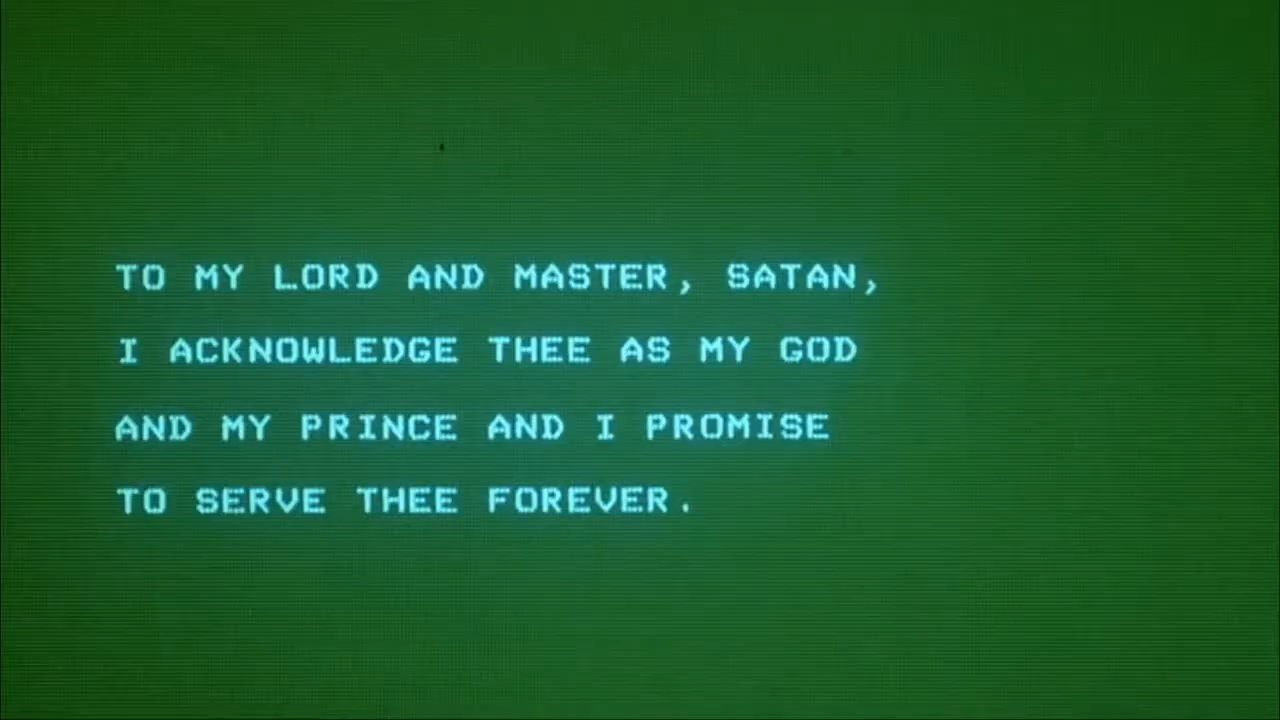 TO MY LORD AND MASTER, SATAN,
I ACKNOWLEDGE THEE AS MY GOD
AND MY PRINCE AND I PROMISE
TO SERVE THEE FOREVER.